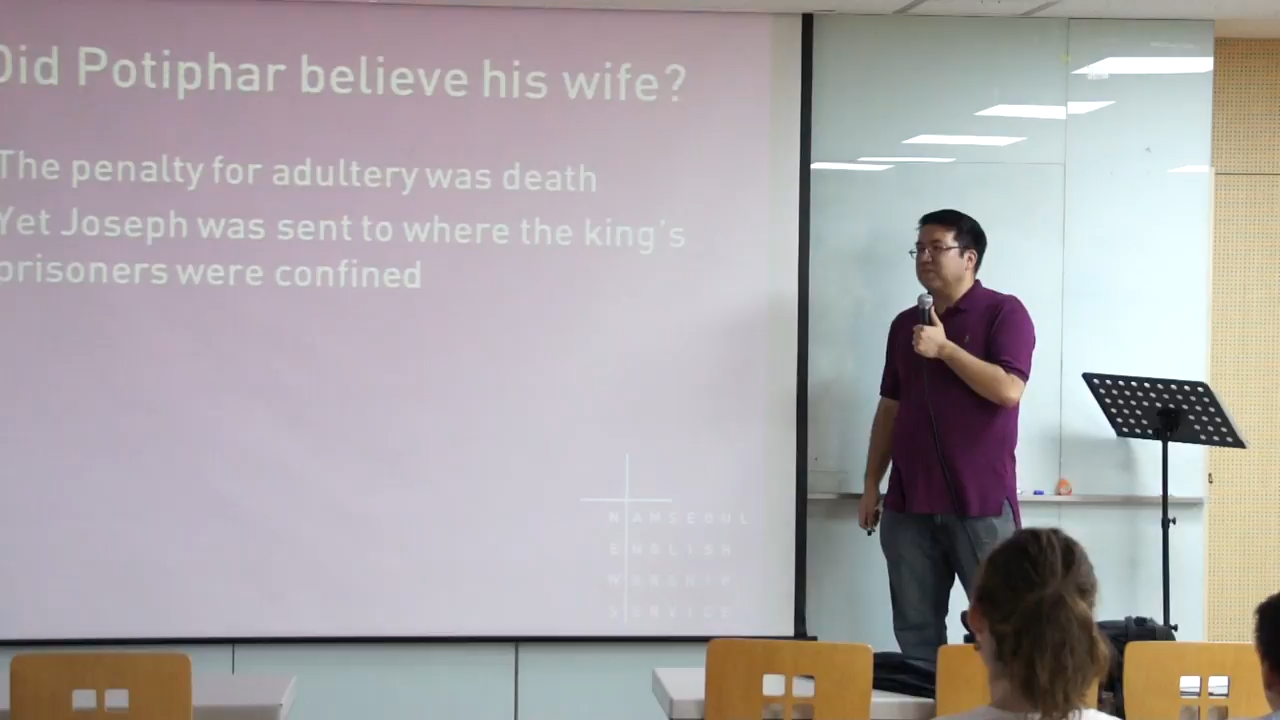 Did Potiphar believe his wife?
The penalty for adultery was death
Yet Joseph was sent to where the king's
prisoners were confined
NAMSEOUL
ENGLISH
WORSHIP
SERVICE